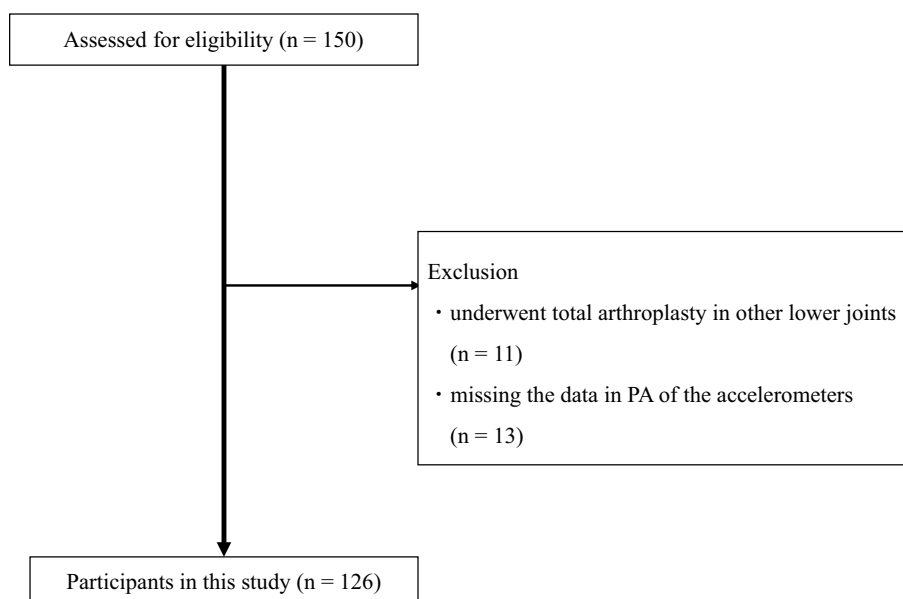 Assessed for eligibility (n = 150)
Exclusion
・underwent total arthroplasty in other lower joints
(n = 11)
・missing the data in PA of the accelerometers
(n = 13)
Participants in this study (n = 126)